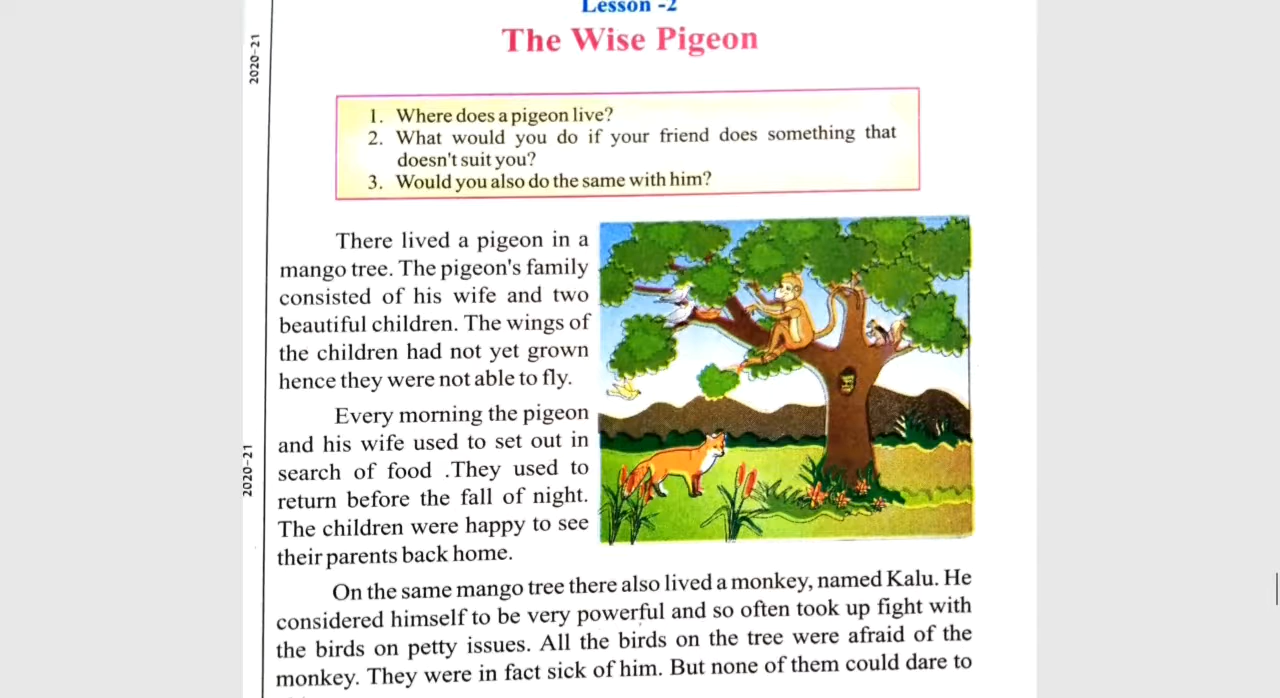 Lesson -2
The Wise Pigeon
2020-21
1. Where does a pigeon live?
2. What would you do if your friend does something that
doesn't suit you?
3. Would you also do the same with him?
There lived a pigeon in a
mango tree. The pigeon's family
consisted of his wife and two
beautiful children. The wings of
the children had not yet grown
hence they were not able to fly.
Every morning the pigeon
and his wife used to set out in
search of food .They used to
return before the fall of night.
The children were happy to see
their parents back home.
2020-21
On the same mango tree there also lived a monkey, named Kalu. He
considered himself to be very powerful and so often took up fight with
the birds on petty issues. All the birds on the tree were afraid of the
monkey. They were in fact sick of him. But none of them could dare to